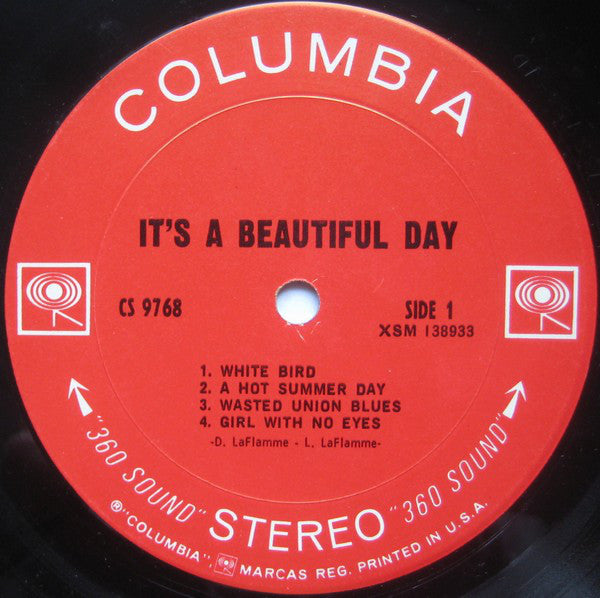 COLUMBIA
IT'S A BEAUTIFUL DAY
CS 9768
SIDE 1
XSM 138933
1. WHITE BIRD
2. A HOT SUMMER DAY
3. WASTED UNION BLUES
4. GIRL WITH NO EYES
-D. LaFlamme - L. LaFlamme-
"360 SOUND" STEREO "360 SOUND"
®"COLUMBIA", MARCAS REG. PRINTED IN U.S.A.